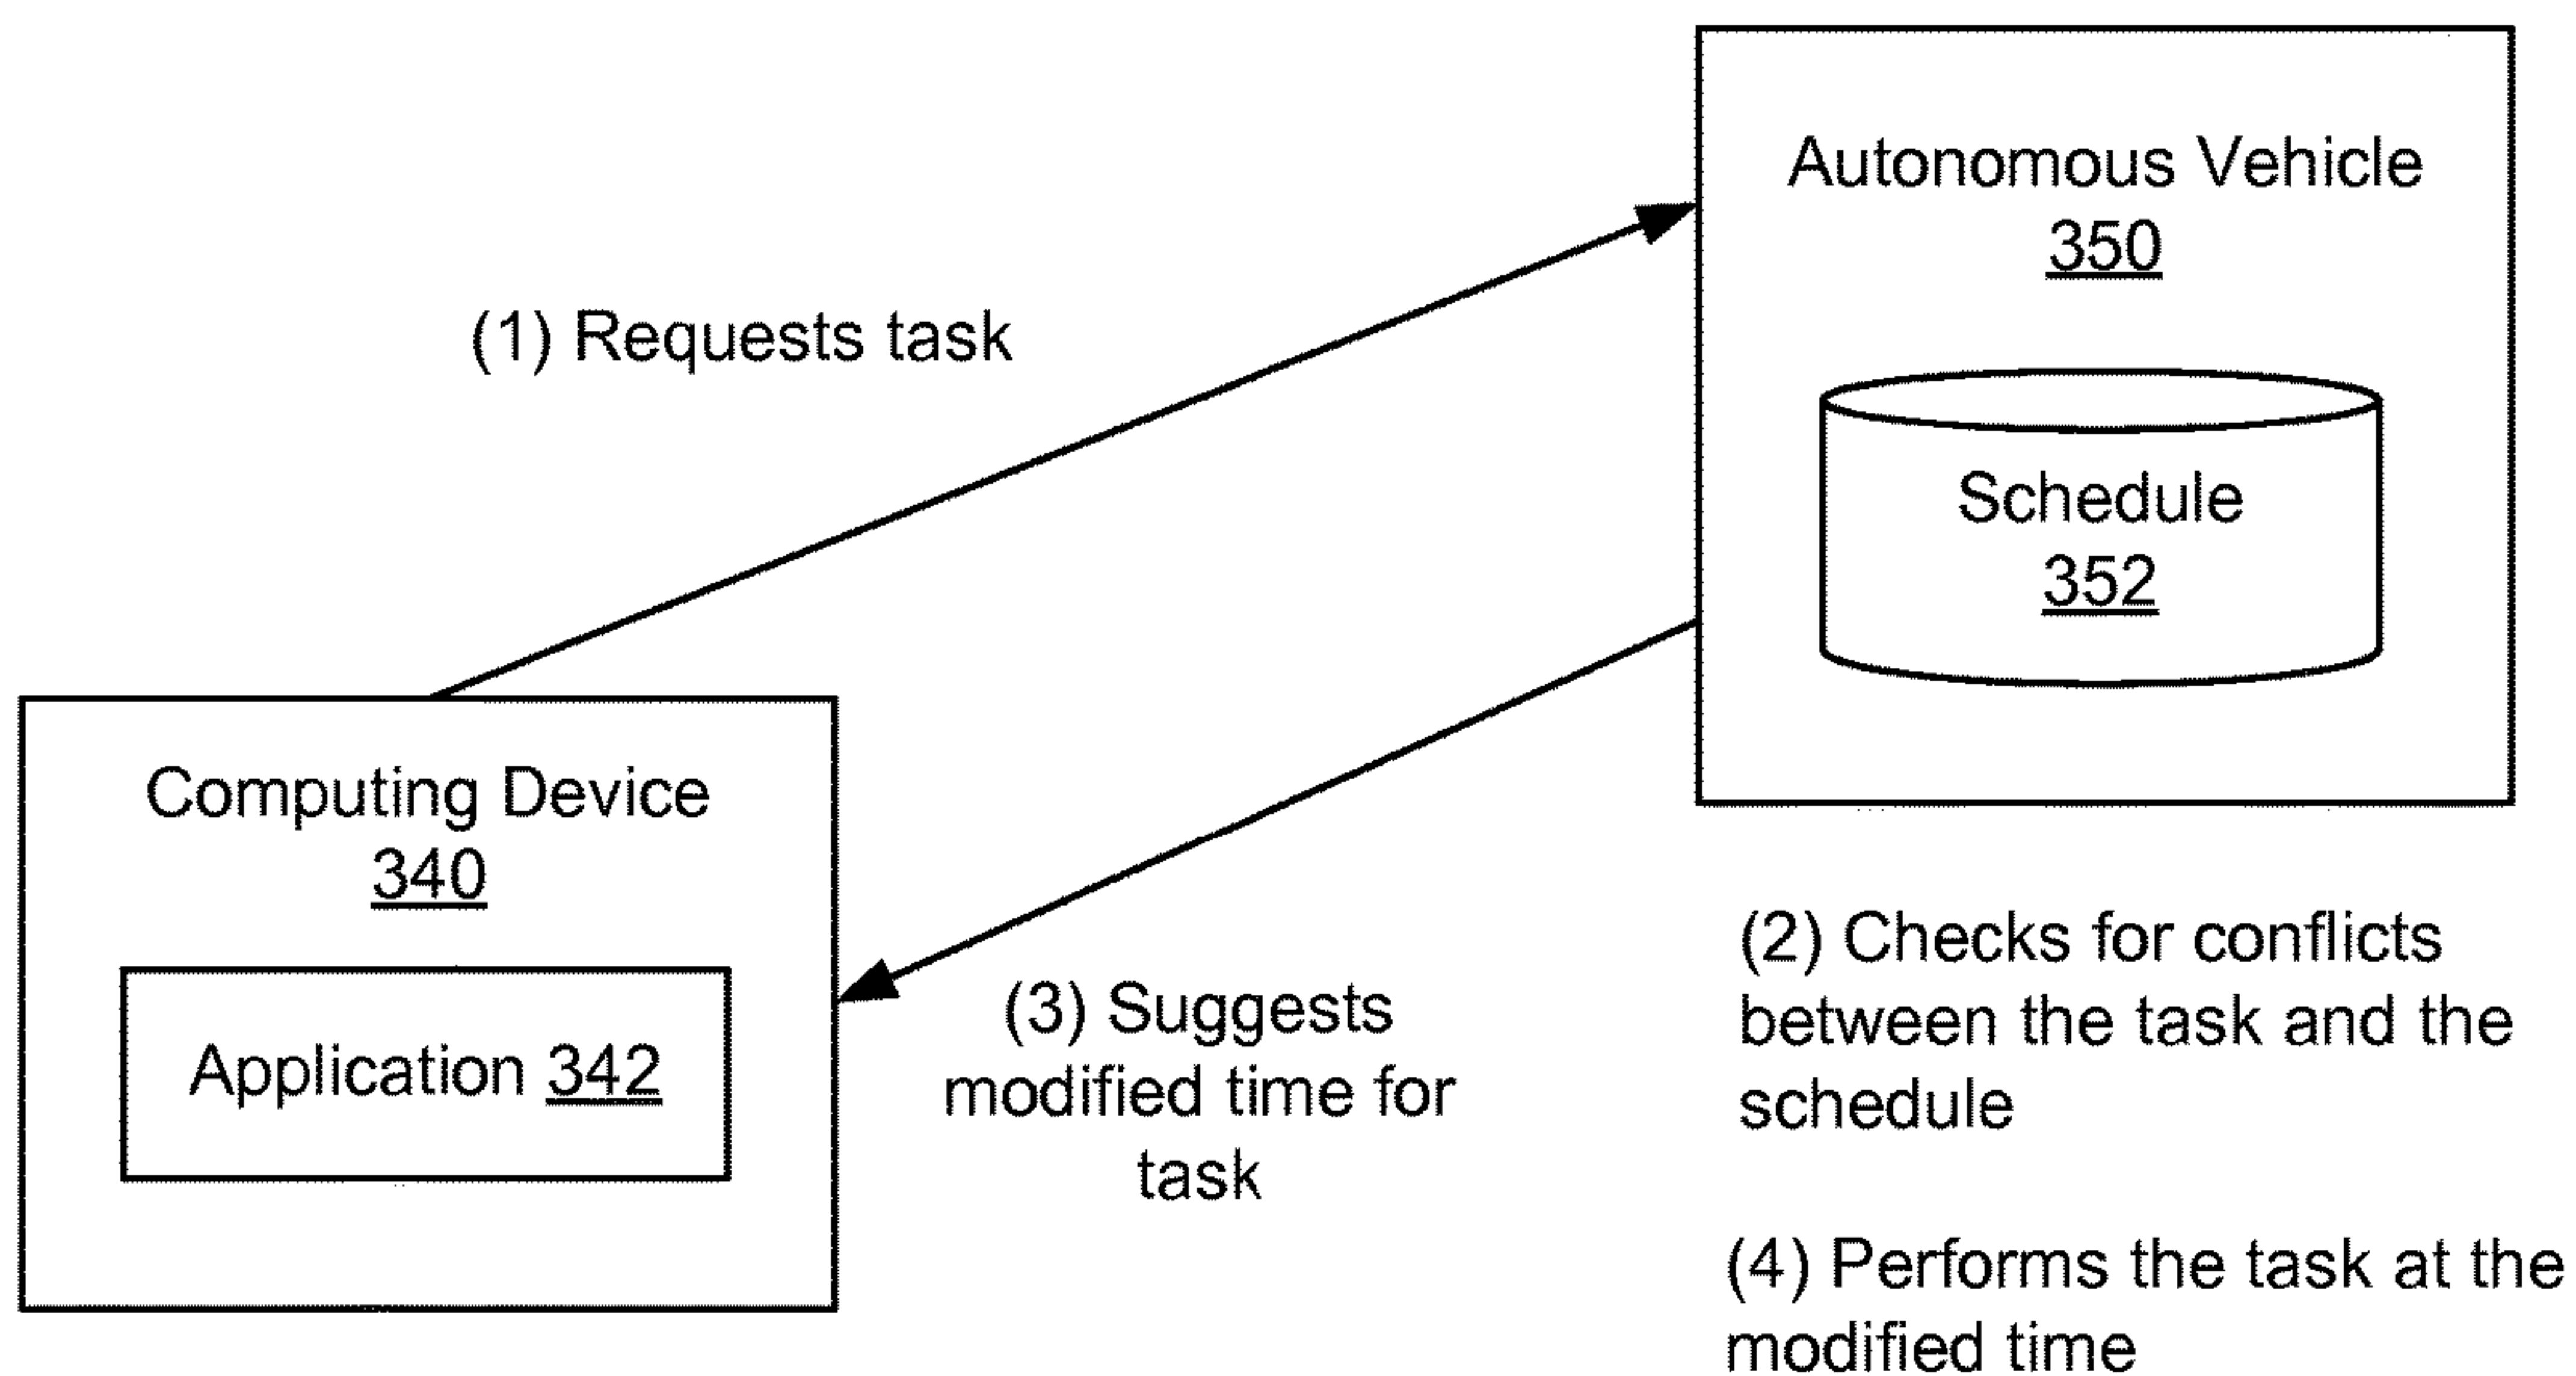 Autonomous Vehicle
350
(1) Requests task
Schedule
352
Computing Device
340
Application 342
(3) Suggests
modified time for
task
(2) Checks for conflicts
between the task and the
schedule
(4) Performs the task at the
modified time